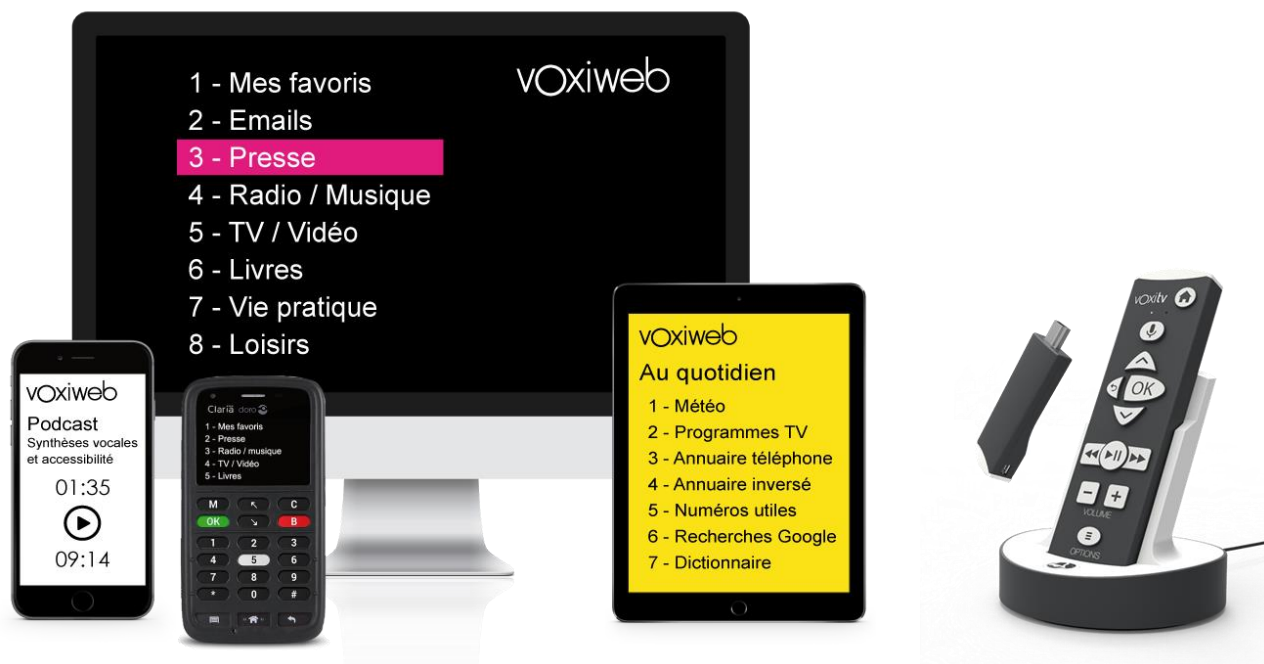 voxiweb
1 - Mes favoris
2 - Emails
3 - Presse
4 - Radio / Musique
5 - TV / Vidéo
6 - Livres
7 - Vie pratique
8 - Loisirs
voxiweb
Podcast
Synthèses vocales
et accessibilité
01:35
09:14
Claria doro
1 - Mes favoris
2 - Presse
3 - Radio / musique
4 - TV / Vidéo
5 - Livres
M C
OK B
1 2 3
4 5 6
7 8 9
* 0 #
voxiweb
Au quotidien
1 - Météo
2 - Programmes TV
3 - Annuaire téléphone
4 - Annuaire inversé
5 - Numéros utiles
6 - Recherches Google
7 - Dictionnaire
voxitv
OK
- +
VOLUME
OPTIONS